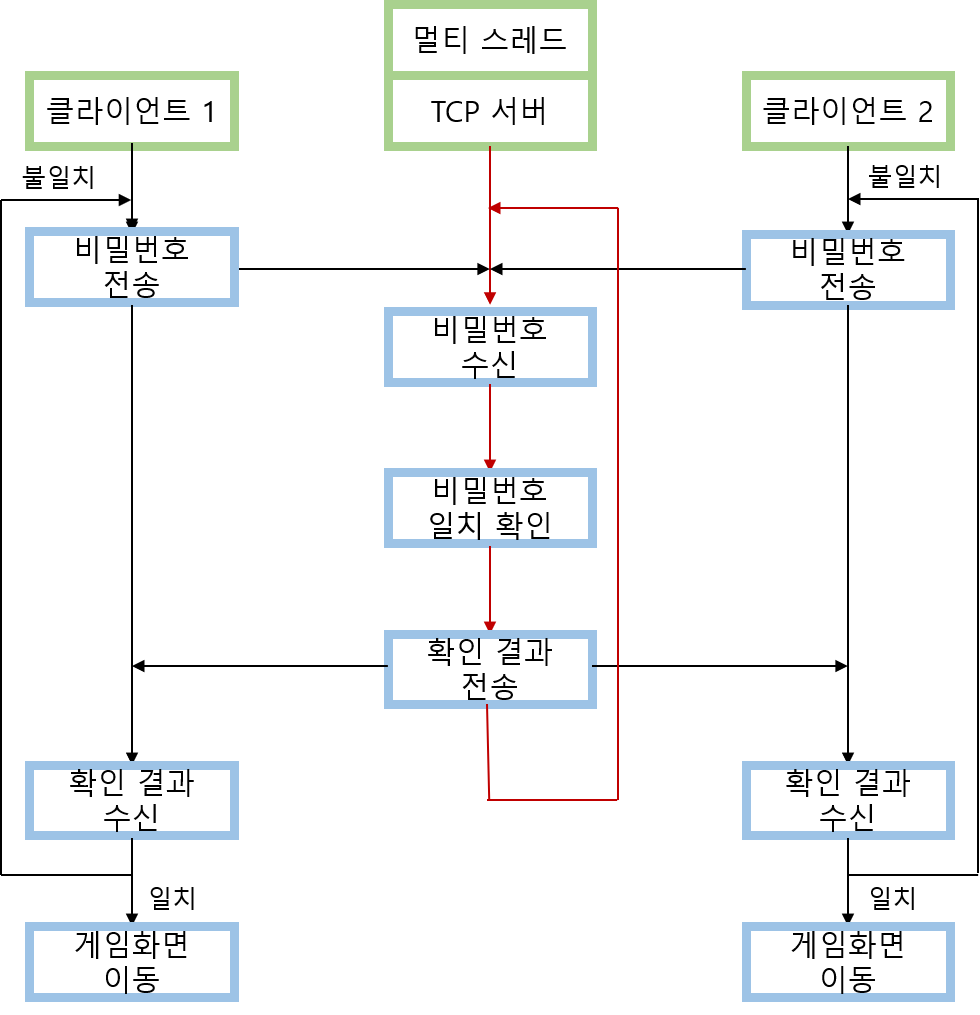 멀티 스레드
클라이언트 1
TCP 서버
클라이언트 2
불일치
불일치
비밀번호
전송
비밀번호
전송
비밀번호
수신
비밀번호
일치 확인
확인 결과
전송
확인 결과
수신
확인 결과
수신
일치
일치
게임화면
이동
게임화면
이동